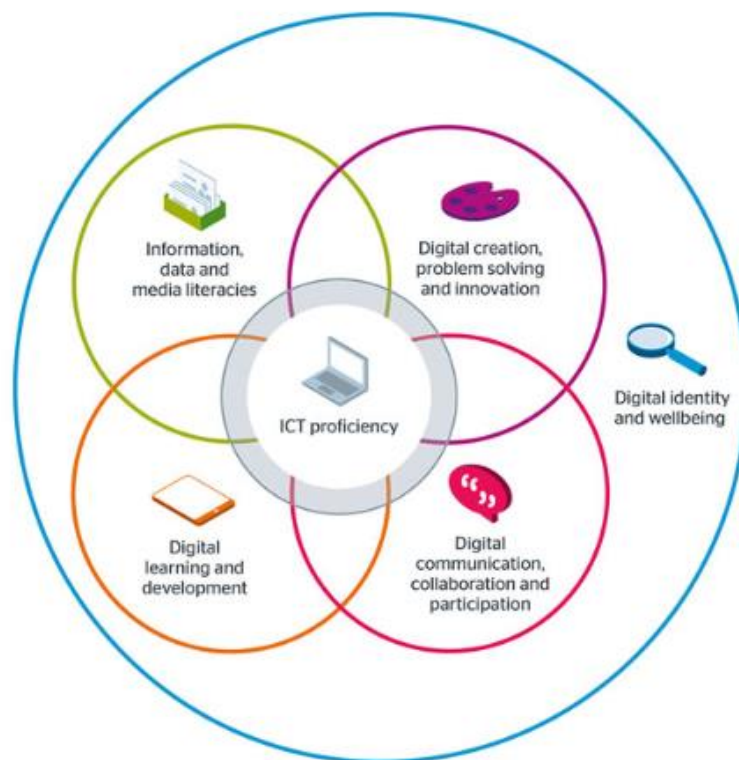 Information,
data and
media literacies
Digital creation,
problem solving
and innovation
Digital identity
and wellbeing
ICT proficiency
Digital
learning and
development
Digital
communication,
collaboration and
participation